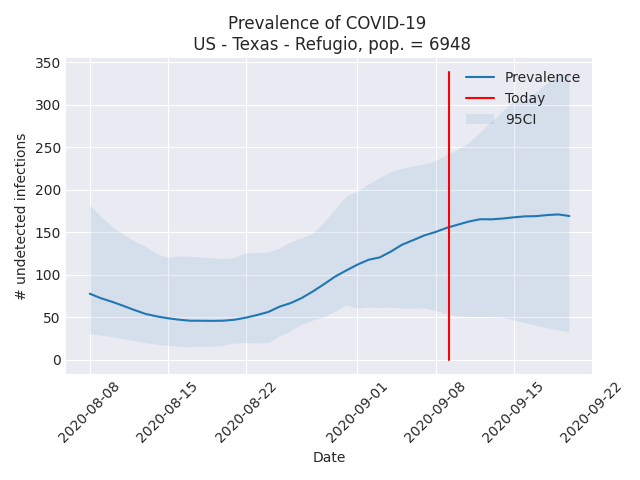 Prevalence of COVID-19
US - Texas - Refugio, pop. = 6948
350
300
250
200
150
100
50
0
# undetected infections
Prevalence
Today
95CI
2020-08-08
2020-08-15
2020-08-22
2020-09-01
2020-09-08
2020-09-15
2020-09-22
Date